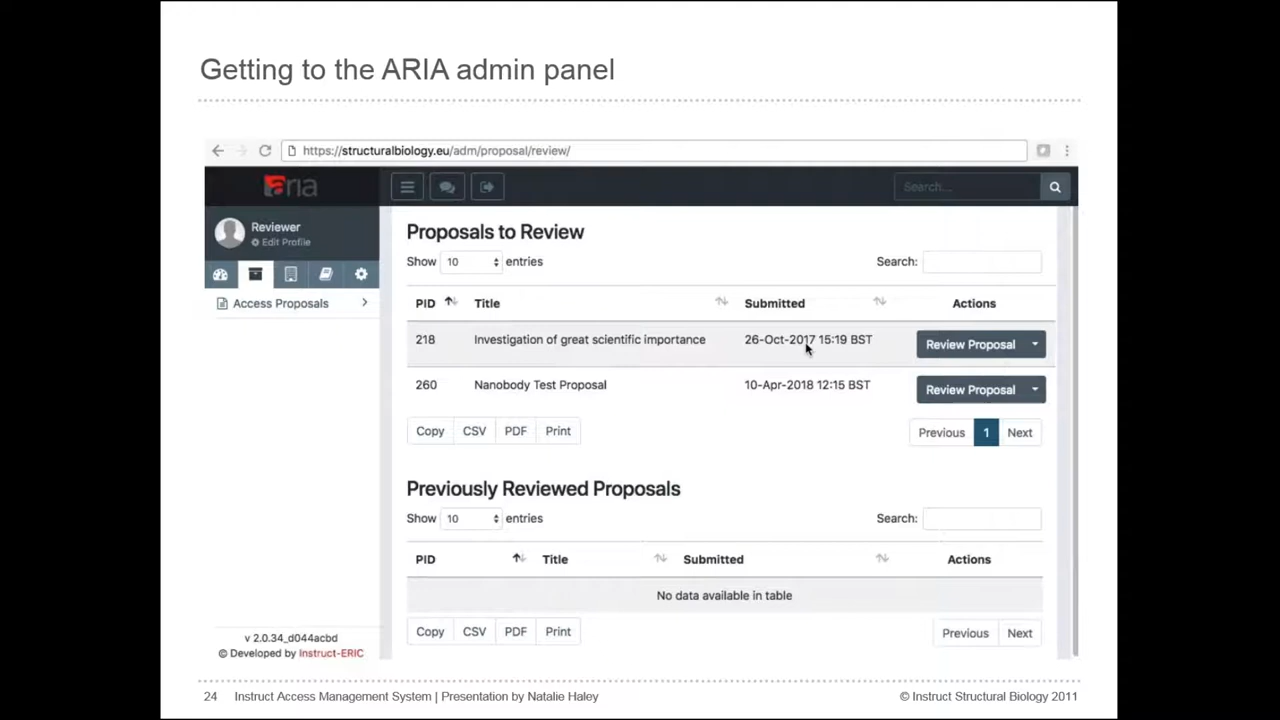 Getting to the ARIA admin panel
https://structuralbiology.eu/adm/proposal/review/
aria
Search...
Reviewer
Edit Profile
Access Proposals
Proposals to Review
Show 10 entries Search:
PID Title Submitted Actions
218 Investigation of great scientific importance 26-Oct-2017 15:19 BST Review Proposal
260 Nanobody Test Proposal 10-Apr-2018 12:15 BST Review Proposal
Copy CSV PDF Print Previous 1 Next
Previously Reviewed Proposals
Show 10 entries Search:
PID Title Submitted Actions
No data available in table
Copy CSV PDF Print Previous Next
v 2.0.34_d044acbd
© Developed by Instruct-ERIC
24 Instruct Access Management System | Presentation by Natalie Haley © Instruct Structural Biology 2011